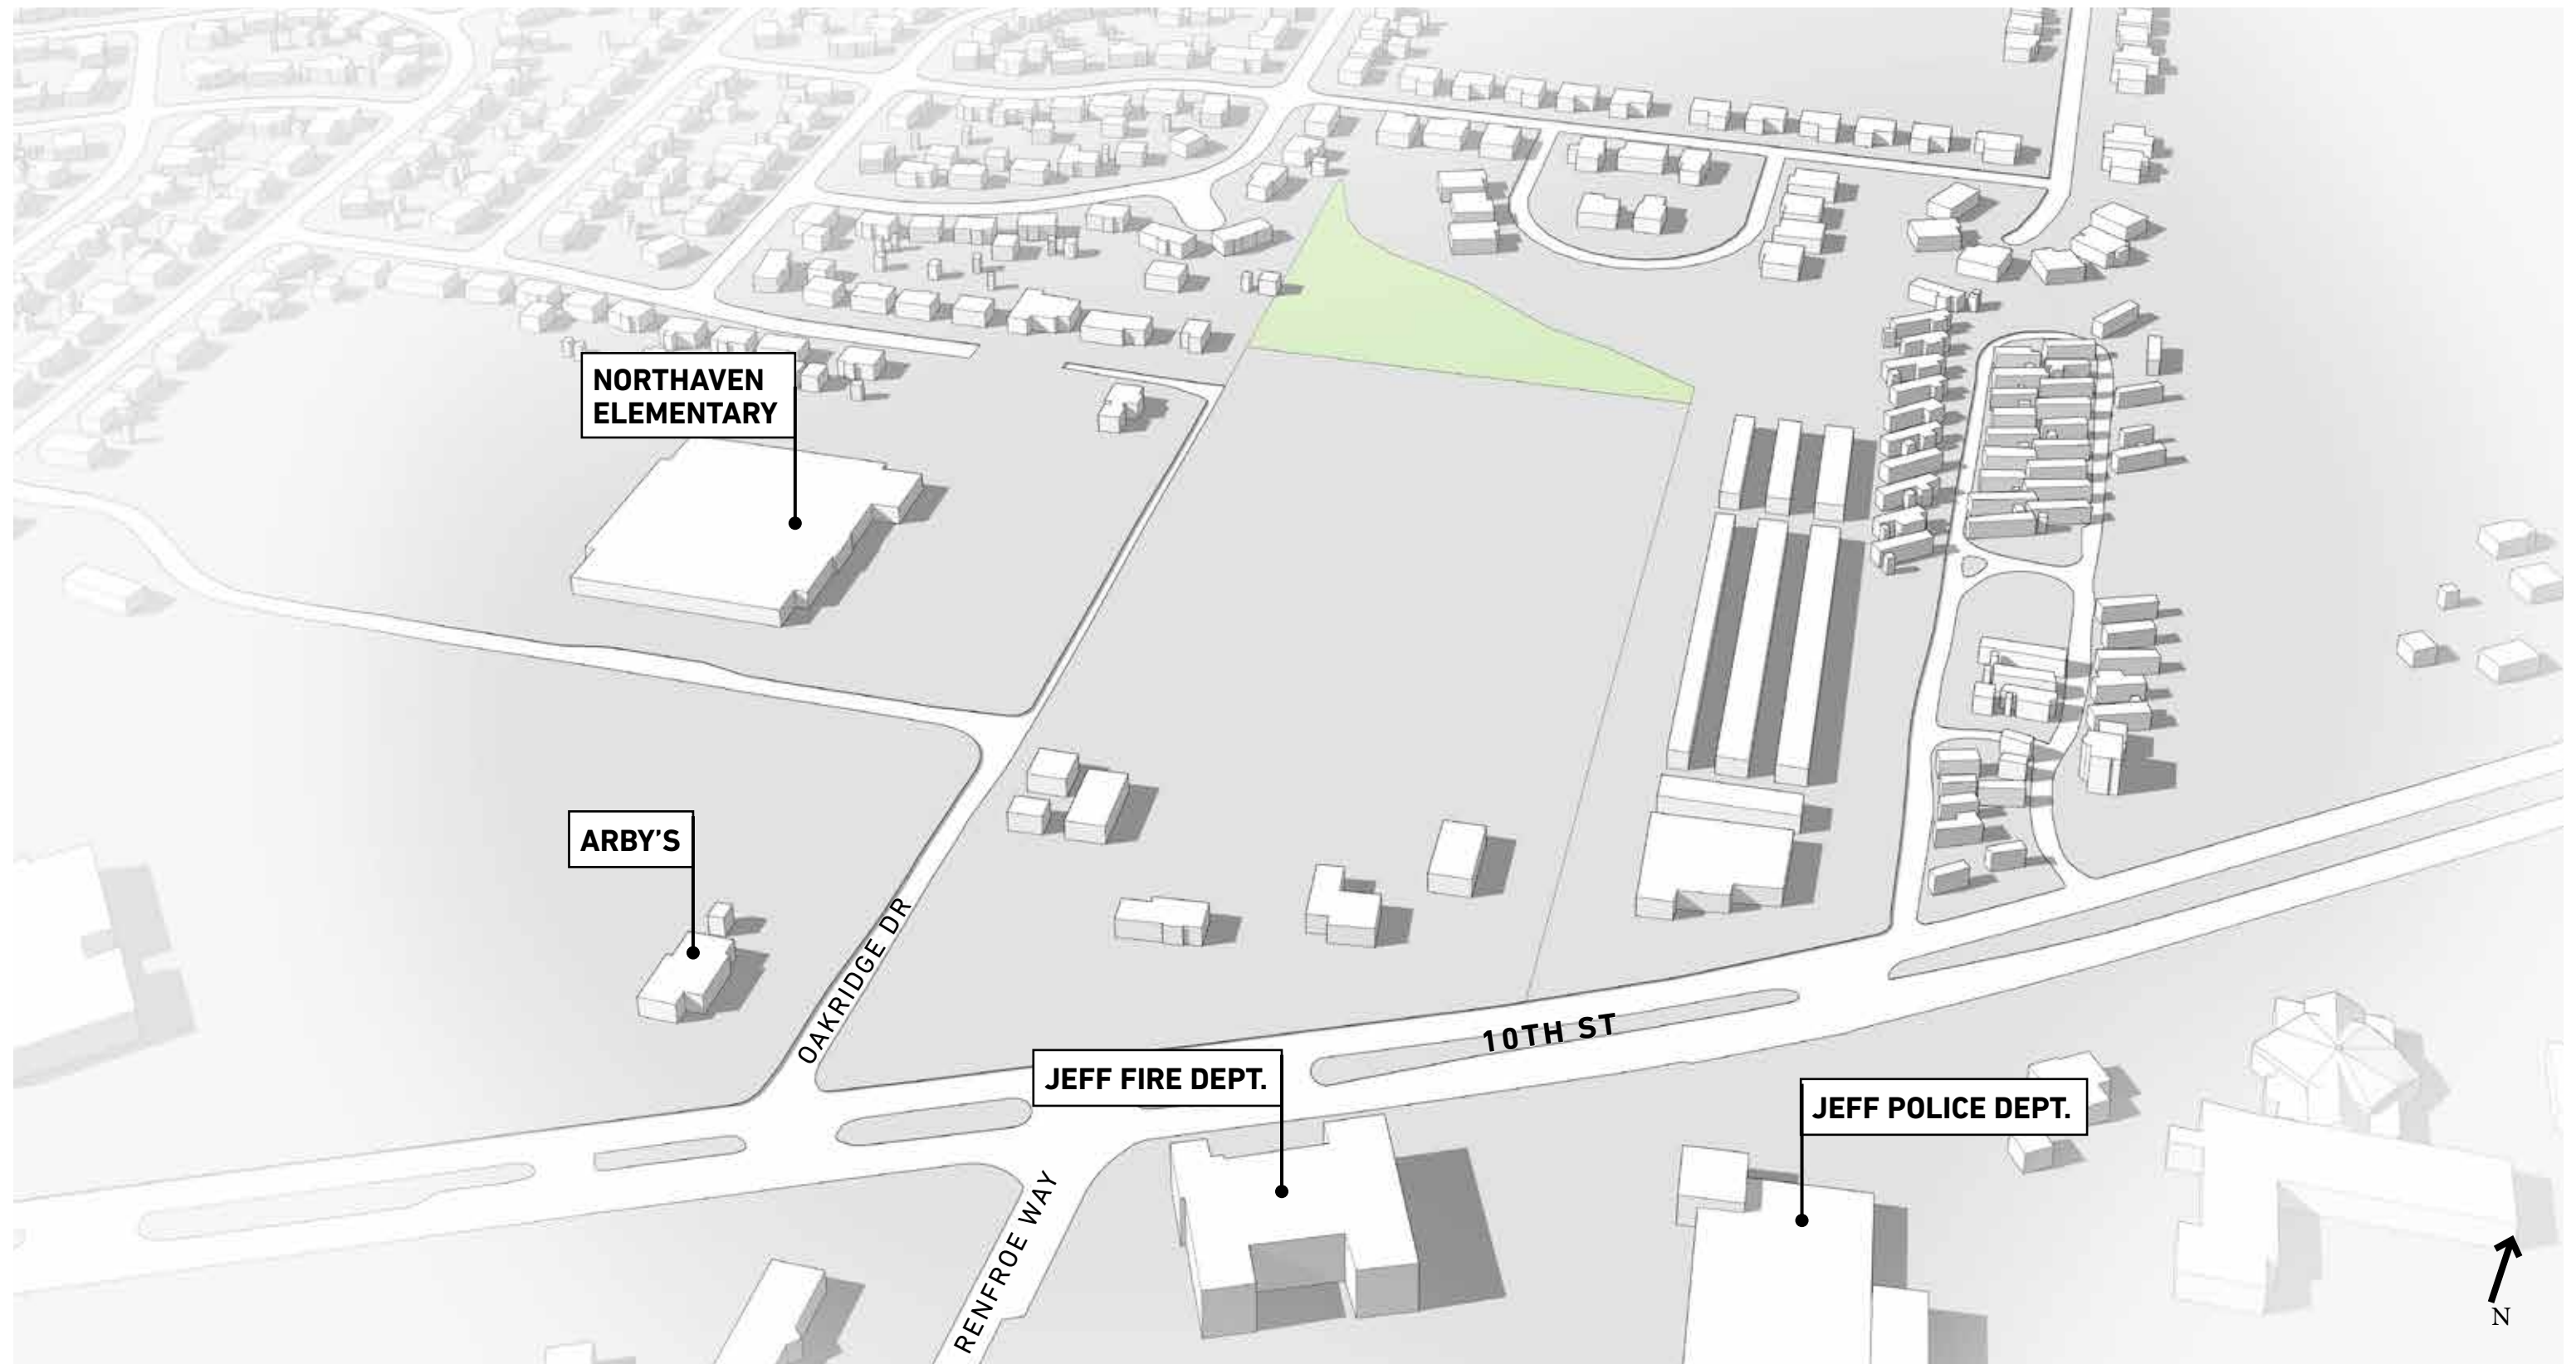 NORTHAVEN
ELEMENTARY
ARBY'S
OAKRIDGE DR
10TH ST
JEFF FIRE DEPT.
JEFF POLICE DEPT.
RENFROE WAY
N